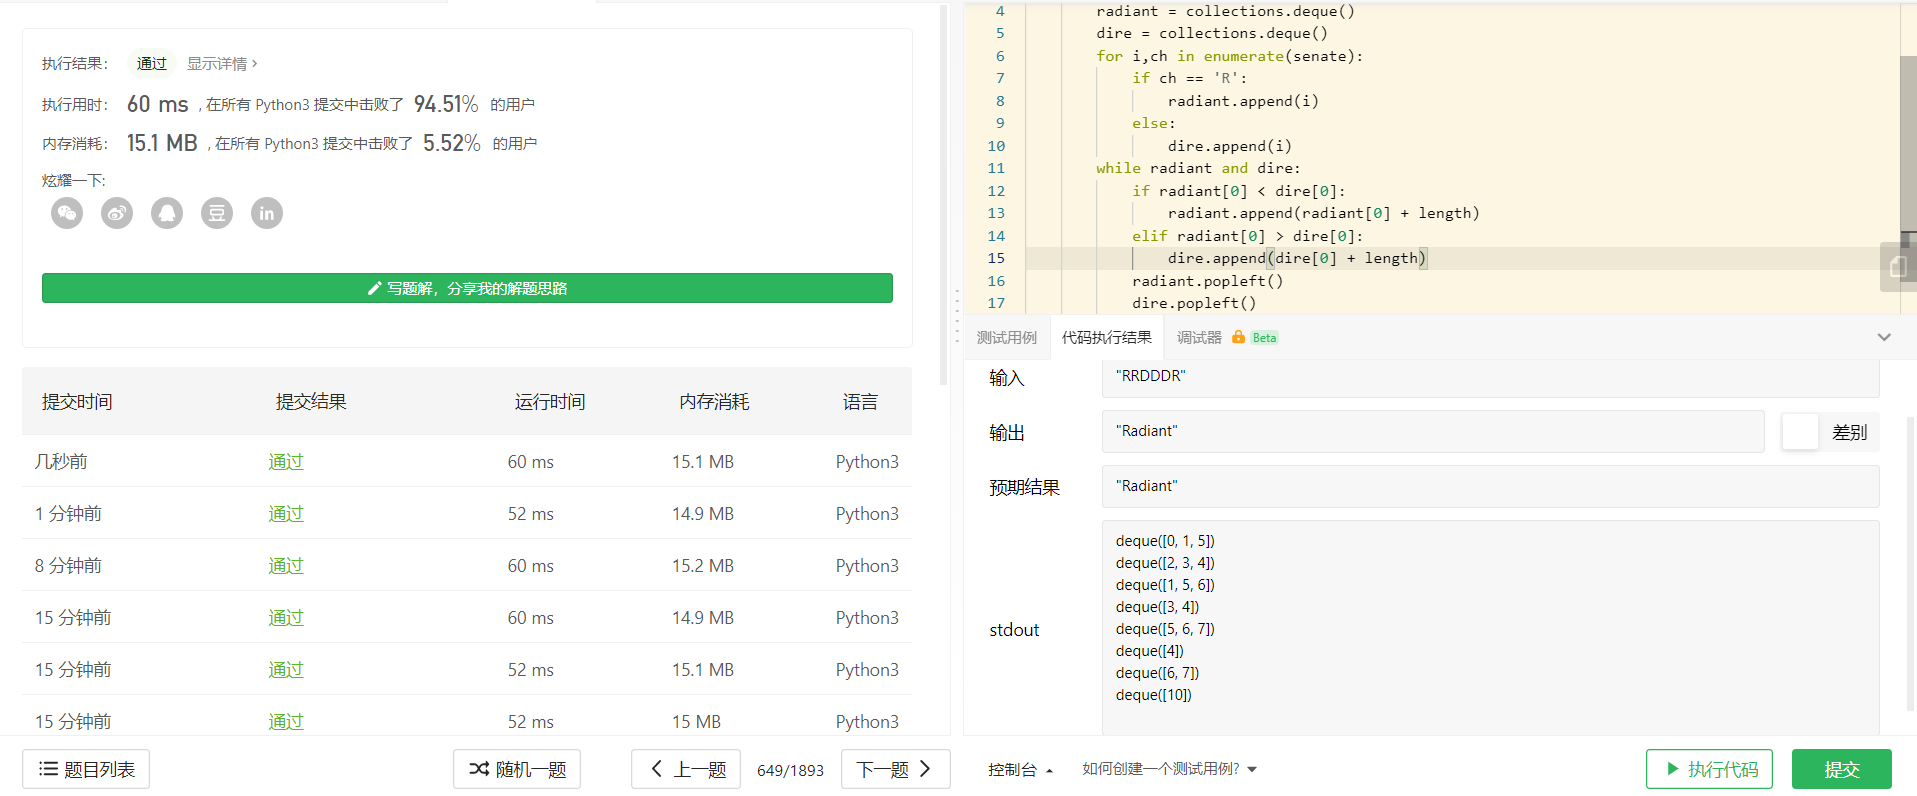 执行结果： 通过 显示详情 ›
执行用时： 60 ms , 在所有 Python3 提交中击败了 94.51% 的用户
内存消耗： 15.1 MB , 在所有 Python3 提交中击败了 5.52% 的用户
炫耀一下:
写题解，分享我的解题思路
提交时间 提交结果 运行时间 内存消耗 语言
几秒前 通过 60 ms 15.1 MB Python3
1 分钟前 通过 52 ms 14.9 MB Python3
8 分钟前 通过 60 ms 15.2 MB Python3
15 分钟前 通过 60 ms 14.9 MB Python3
15 分钟前 通过 52 ms 15.1 MB Python3
15 分钟前 通过 52 ms 15 MB Python3
题目列表 随机一题 上一题 649/1893 下一题
4 radiant = collections.deque()
5 dire = collections.deque()
6 for i,ch in enumerate(senate):
7 if ch == 'R':
8 radiant.append(i)
9 else:
10 dire.append(i)
11 while radiant and dire:
12 if radiant[0] < dire[0]:
13 radiant.append(radiant[0] + length)
14 elif radiant[0] > dire[0]:
15 dire.append(dire[0] + length)
16 radiant.popleft()
17 dire.popleft()
测试用例 代码执行结果 调试器 Beta
输入 "RRDDDR"
输出 "Radiant" 差别
预期结果 "Radiant"
stdout
deque([0, 1, 5])
deque([2, 3, 4])
deque([1, 5, 6])
deque([3, 4])
deque([5, 6, 7])
deque([4])
deque([6, 7])
deque([10])
控制台 如何创建一个测试用例? 执行代码 提交